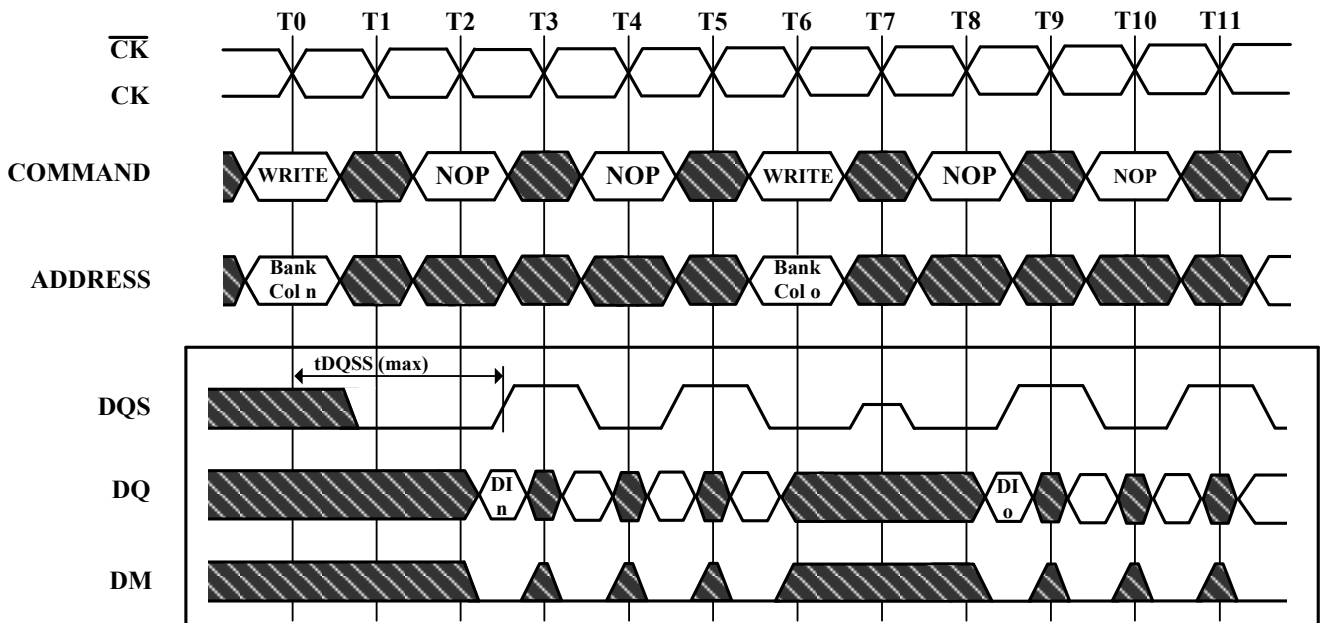 T0 T1 T2 T3 T4 T5 T6 T7 T8 T9 T10 T11
CK
CK
COMMAND WRITE NOP NOP WRITE NOP NOP
ADDRESS Bank Col n Bank Col o
tDQSS (max)
DQS
DQ DI n DI o
DM